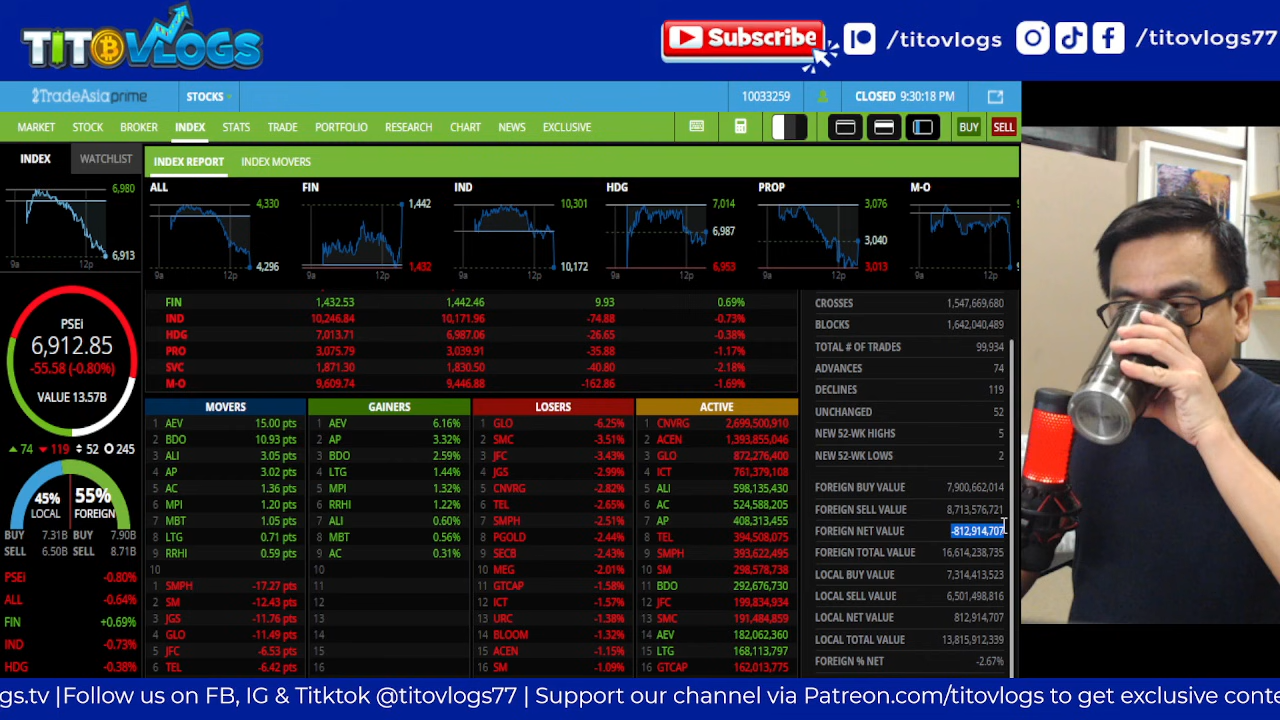 TITOVLOGS
Subscribe
/titovlogs
/titovlogs77
TradeAsiaprime
STOCKS
10033259
CLOSED 9:30:18 PM
MARKET STOCK BROKER INDEX STATS TRADE PORTFOLIO RESEARCH CHART NEWS EXCLUSIVE
BUY SELL
INDEX WATCHLIST
INDEX REPORT INDEX MOVERS
6,980
6,913
9a 12p
ALL 4,330 4,296 9a 12p
FIN 1,442 1,432 9a 12p
IND 10,301 10,172 9a 12p
HDG 7,014 6,987 6,953 9a 12p
PROP 3,076 3,040 3,013 9a 12p
M-O 9a 12p
PSEi
6,912.85
-55.58 (-0.80%)
VALUE 13.57B
74 119 52 245
45% LOCAL
55% FOREIGN
BUY 7.31B BUY 7.90B
SELL 6.50B SELL 8.71B
PSEi -0.80%
ALL -0.64%
FIN +0.69%
IND -0.73%
HDG -0.38%
FIN 1,432.53 1,442.46 9.93 0.69%
IND 10,246.84 10,171.96 -74.88 -0.73%
HDG 7,013.71 6,987.06 -26.65 -0.38%
PRO 3,075.79 3,039.91 -35.88 -1.17%
SVC 1,871.30 1,830.50 -40.80 -2.18%
M-O 9,609.74 9,446.88 -162.86 -1.69%
MOVERS
1 AEV 15.00 pts
2 BDO 10.93 pts
3 ALI 3.05 pts
4 AP 3.02 pts
5 AC 1.36 pts
6 MPI 1.20 pts
7 MBT 1.05 pts
8 LTG 0.71 pts
9 RRHI 0.59 pts
10
1 SMPH -17.27 pts
2 SM -12.43 pts
3 JGS -11.76 pts
4 GLO -11.49 pts
5 JFC -6.53 pts
6 TEL -6.42 pts
GAINERS
1 AEV 6.16%
2 AP 3.32%
3 BDO 2.59%
4 LTG 1.44%
5 MPI 1.32%
6 RRHI 1.22%
7 ALI 0.60%
8 MBT 0.56%
9 AC 0.31%
10
11
12
13
14
15
16
LOSERS
1 GLO -6.25%
2 SMC -3.51%
3 JFC -3.43%
4 JGS -2.99%
5 CNVRG -2.82%
6 TEL -2.65%
7 SMPH -2.51%
8 PGOLD -2.44%
9 SECB -2.43%
10 MEG -2.01%
11 GTCAP -1.58%
12 ICT -1.57%
13 URC -1.38%
14 BLOOM -1.32%
15 ACEN -1.15%
16 SM -1.09%
ACTIVE
1 CNVRG 2,699,500,910
2 ACEN 1,393,855,046
3 GLO 872,276,400
4 ICT 761,379,108
5 ALI 598,135,430
6 AC 524,588,205
7 AP 408,313,455
8 TEL 394,508,075
9 SMPH 393,622,495
10 SM 298,578,738
11 BDO 292,676,730
12 JFC 199,834,934
13 SMC 191,484,859
14 AEV 182,062,360
15 LTG 168,113,797
16 GTCAP 162,013,775
CROSSES 1,547,669,680
BLOCKS 1,642,040,489
TOTAL # OF TRADES 99,934
ADVANCES 74
DECLINES 119
UNCHANGED 52
NEW 52-WK HIGHS 5
NEW 52-WK LOWS 2
FOREIGN BUY VALUE 7,900,662,014
FOREIGN SELL VALUE 8,713,576,721
FOREIGN NET VALUE -812,914,707
FOREIGN TOTAL VALUE 16,614,238,735
LOCAL BUY VALUE 7,314,413,523
LOCAL SELL VALUE 6,501,498,816
LOCAL NET VALUE 812,914,707
LOCAL TOTAL VALUE 13,815,912,339
FOREIGN % NET -2.67%
gs.tv |Follow us on FB, IG & Titktok @titovlogs77 | Support our channel via Patreon.com/titovlogs to get exclusive conte